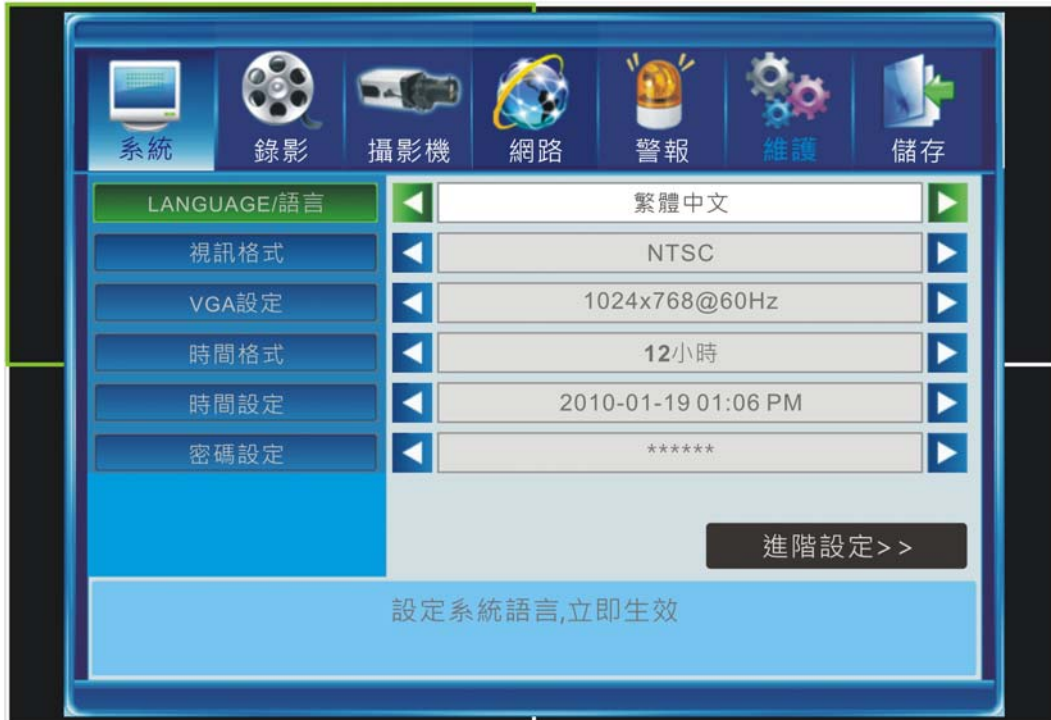 系統 錄影 攝影機 網路 警報 維護 儲存
LANGUAGE/語言 繁體中文
視訊格式 NTSC
VGA設定 1024x768@60Hz
時間格式 12小時
時間設定 2010-01-19 01:06 PM
密碼設定 ******
進階設定>>
設定系統語言,立即生效